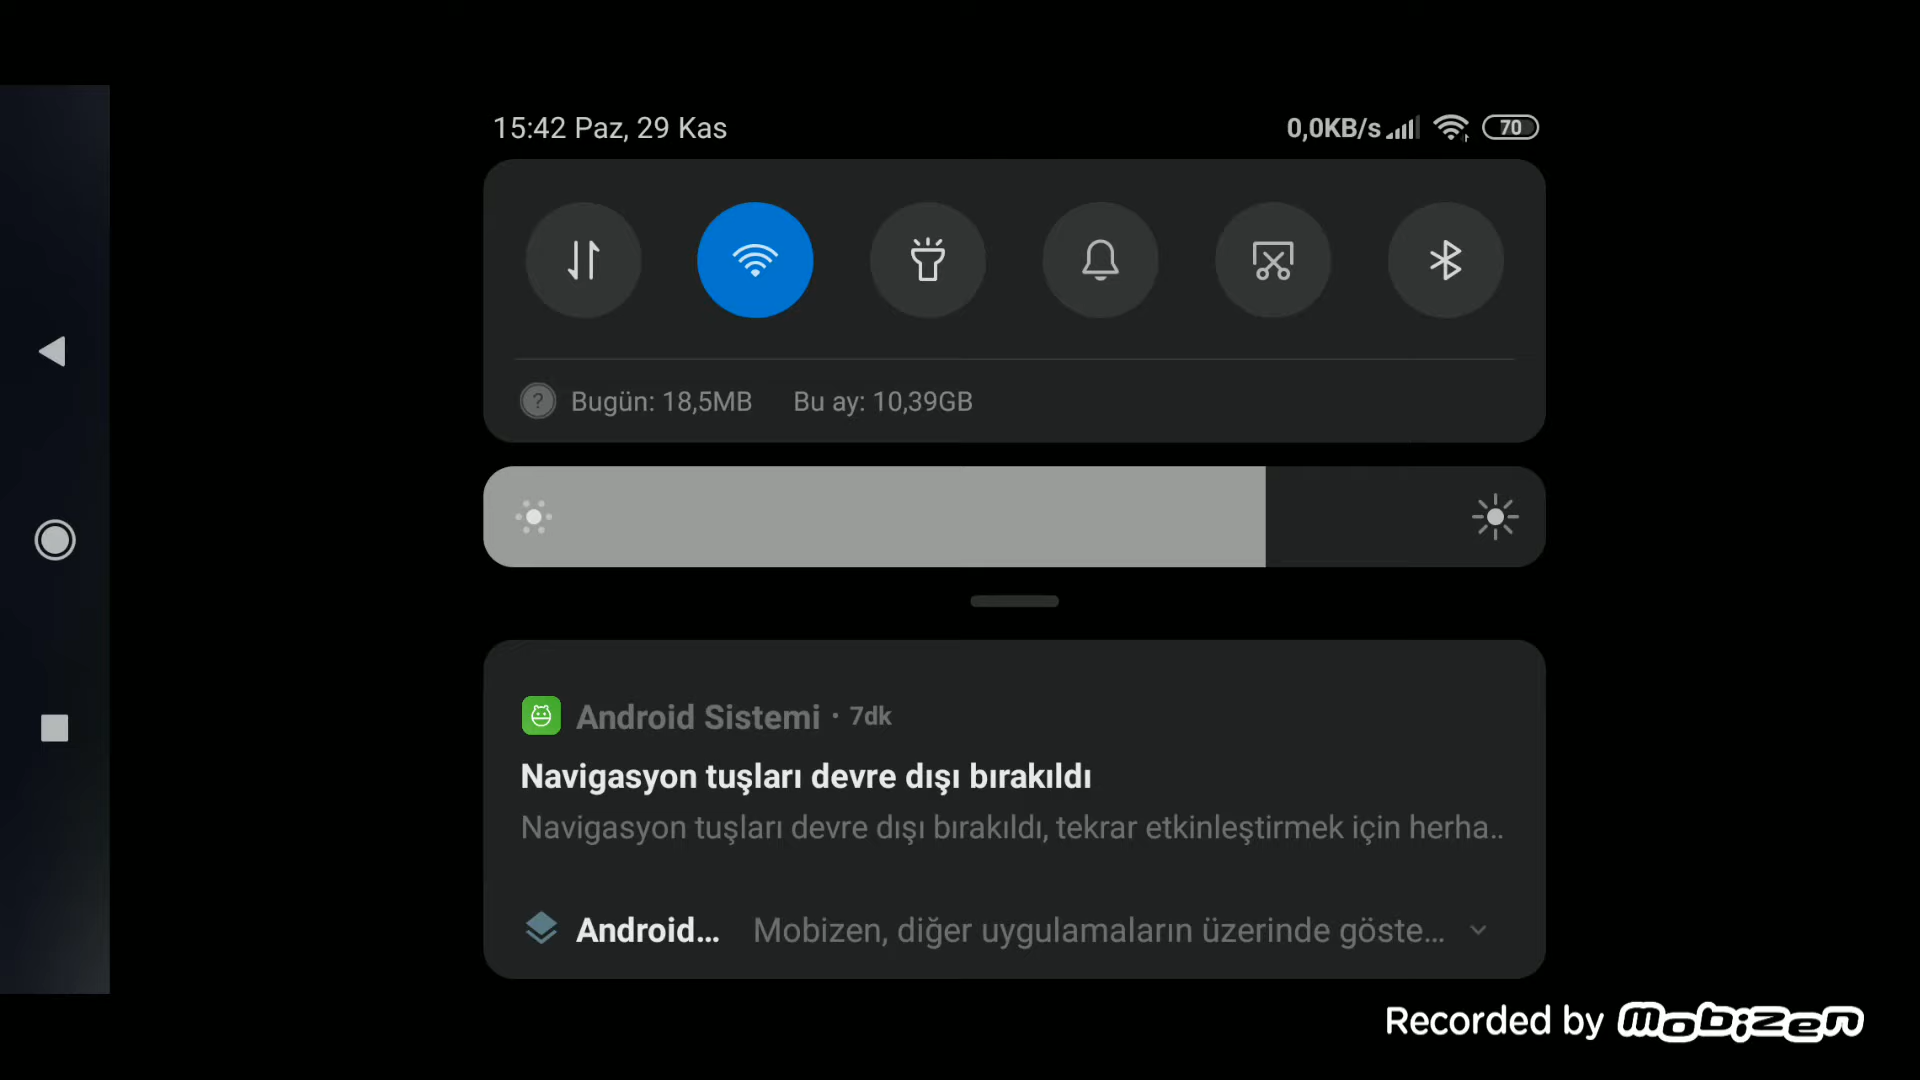 15:42 Paz, 29 Kas
0,0KB/s 70
? Bugün: 18,5MB Bu ay: 10,39GB
Android Sistemi · 7dk
Navigasyon tuşları devre dışı bırakıldı
Navigasyon tuşları devre dışı bırakıldı, tekrar etkinleştirmek için herha..
Android... Mobizen, diğer uygulamaların üzerinde göste...
Recorded by mobizen